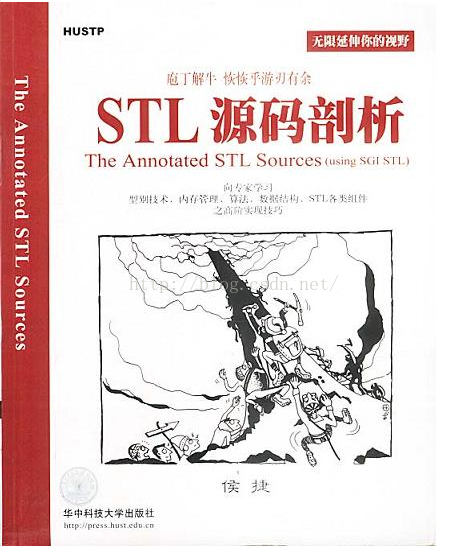 HUSTP
无限延伸你的视野
庖丁解牛 恢恢乎游刃有余
STL 源码剖析
The Annotated STL Sources (using SGI STL)
向专家学习
型别技术、内存管理、算法、数据结构、STL各类组件
之高阶实现技巧
http://blog.csdn.net/
侯 捷
华中科技大学出版社
http://press.hust.edu.cn
The Annotated STL Sources